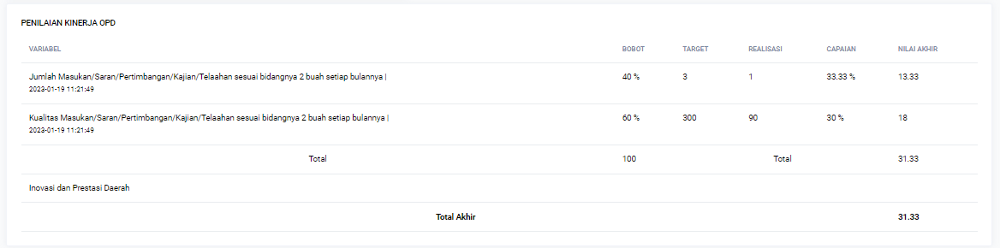 PENILAIAN KINERJA OPD
VARIABEL BOBOT TARGET REALISASI CAPAIAN NILAI AKHIR
Jumlah Masukan/Saran/Pertimbangan/Kajian/Telaahan sesuai bidangnya 2 buah setiap bulannya | 40 % 3 1 33.33 % 13.33
2023-01-19 11:21:49
Kualitas Masukan/Saran/Pertimbangan/Kajian/Telaahan sesuai bidangnya 2 buah setiap bulannya | 60 % 300 90 30 % 18
2023-01-19 11:21:49
Total 100 Total 31.33
Inovasi dan Prestasi Daerah
Total Akhir 31.33